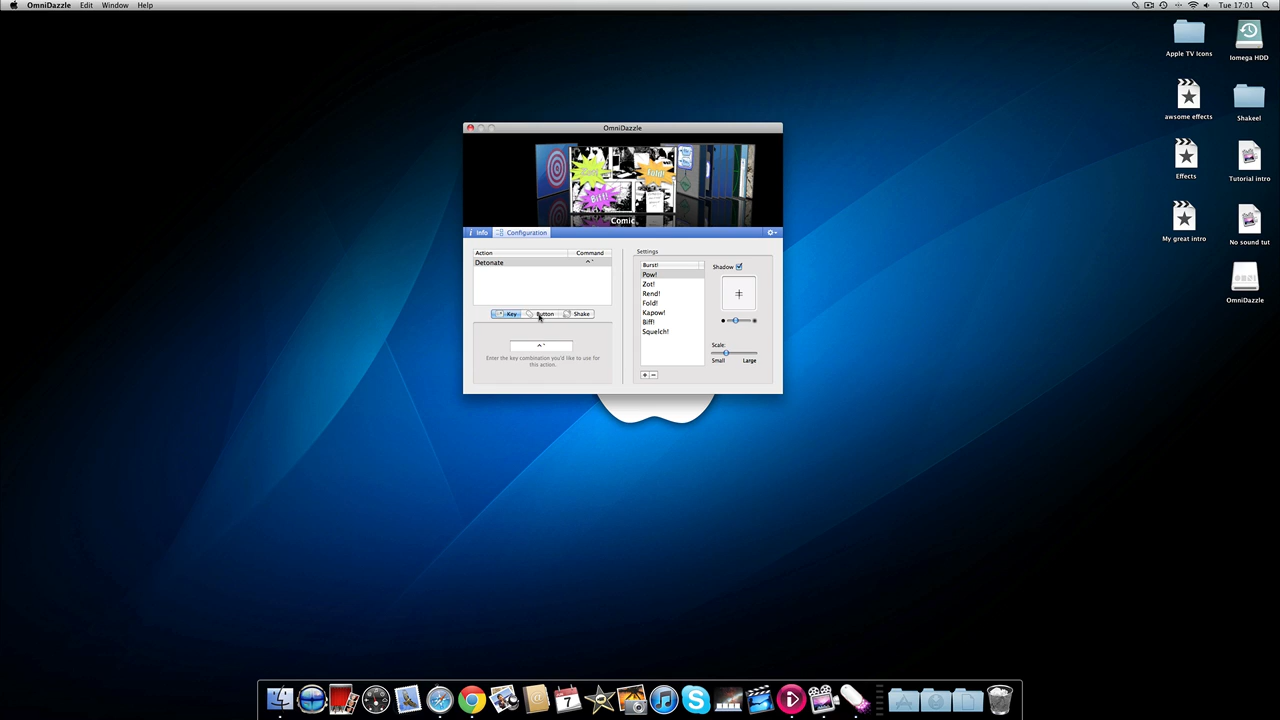 OmniDazzle Edit Window Help Tue 17:01
Apple TV Icons
Iomega HDD
awsome effects
Shakeel
Effects
Tutorial intro
My great intro
No sound tut
OmniDazzle
OmniDazzle
Biff!
Comic
Info Configuration
Action Command
Detonate ^`
Key Button Shake
^`
Enter the key combination you'd like to use for
this action.
Settings
Burst!
Pow!
Zot!
Rend!
Fold!
Kapow!
Biff!
Squelch!
Shadow
Scale:
Small Large
7